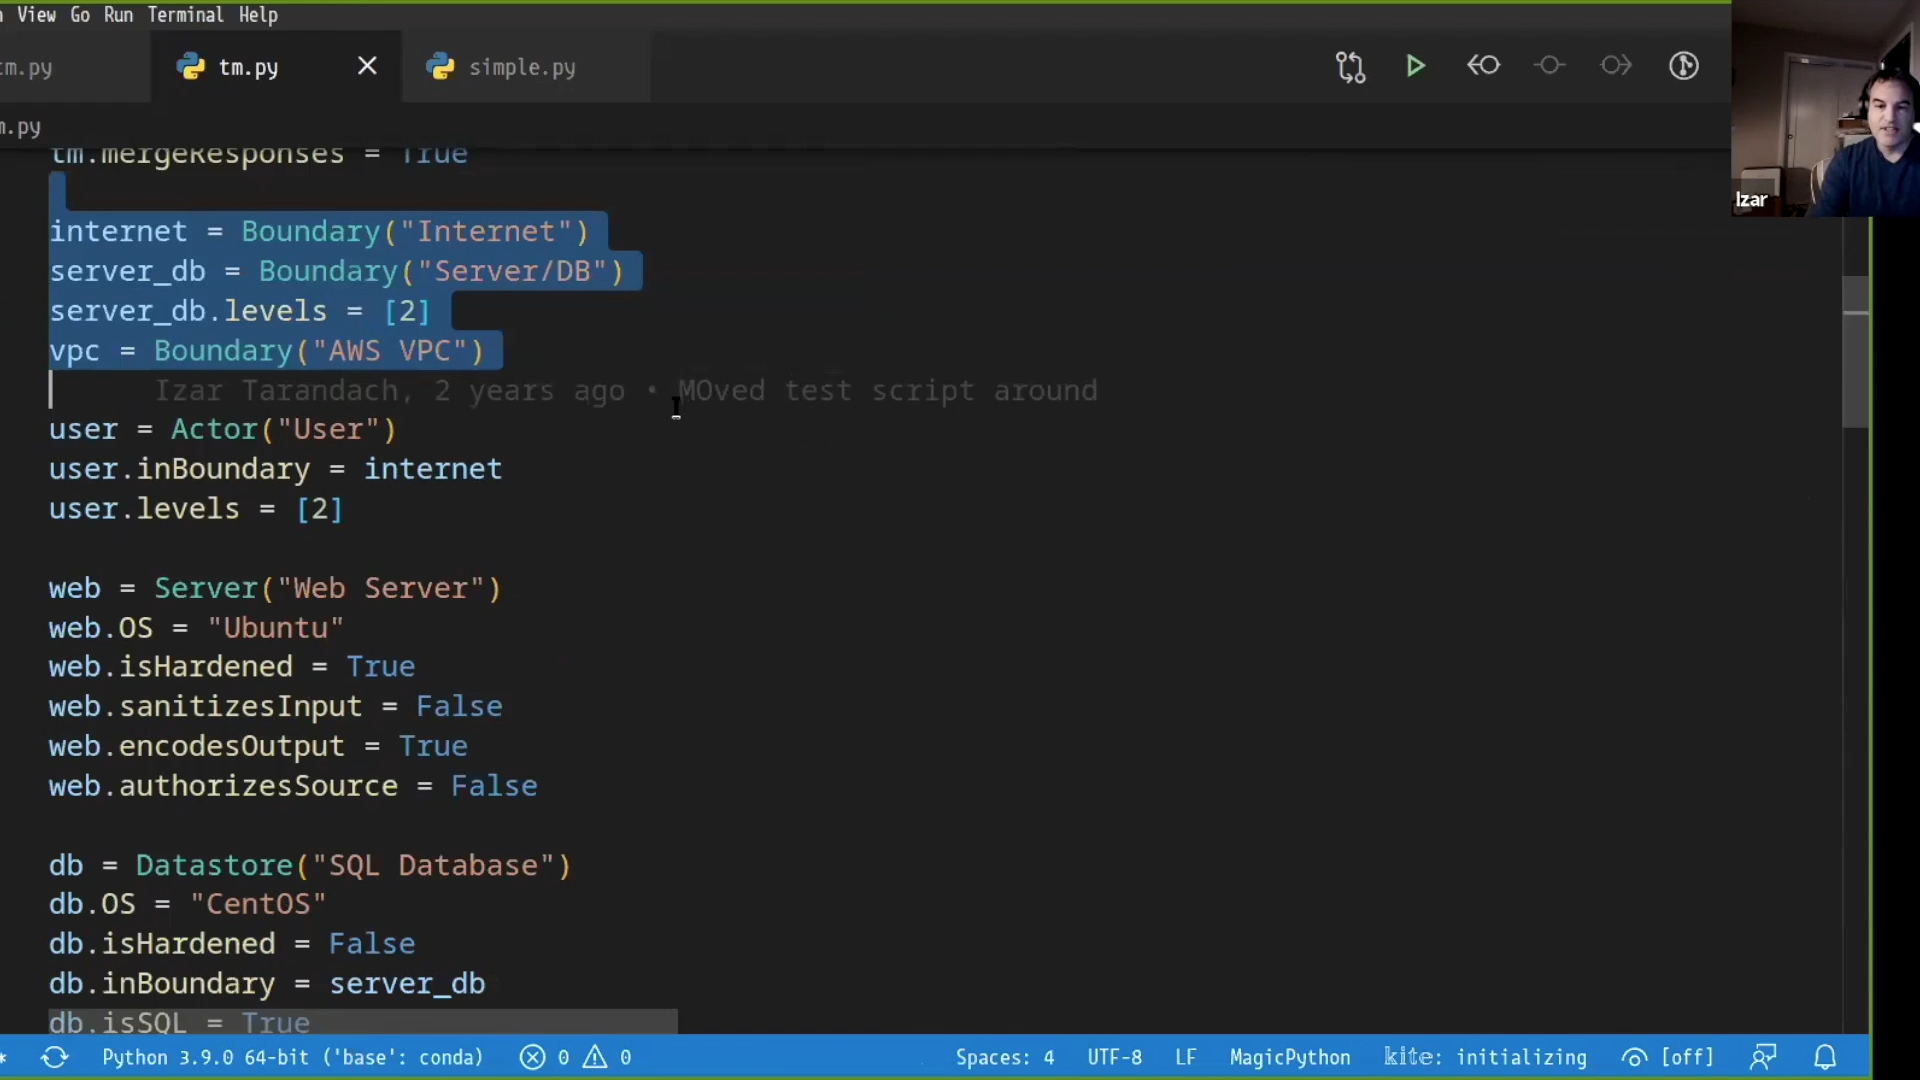 View Go Run Terminal Help
tm.py
tm.py
simple.py
m.py
tm.mergeResponses = True
internet = Boundary("Internet")
server_db = Boundary("Server/DB")
server_db.levels = [2]
vpc = Boundary("AWS VPC")
Izar Tarandach, 2 years ago • MOved test script around
user = Actor("User")
user.inBoundary = internet
user.levels = [2]
web = Server("Web Server")
web.OS = "Ubuntu"
web.isHardened = True
web.sanitizesInput = False
web.encodesOutput = True
web.authorizesSource = False
db = Datastore("SQL Database")
db.OS = "CentOS"
db.isHardened = False
db.inBoundary = server_db
db.isSQL = True
Izar
Python 3.9.0 64-bit ('base': conda) 0 0 Spaces: 4 UTF-8 LF MagicPython kite: initializing [off]